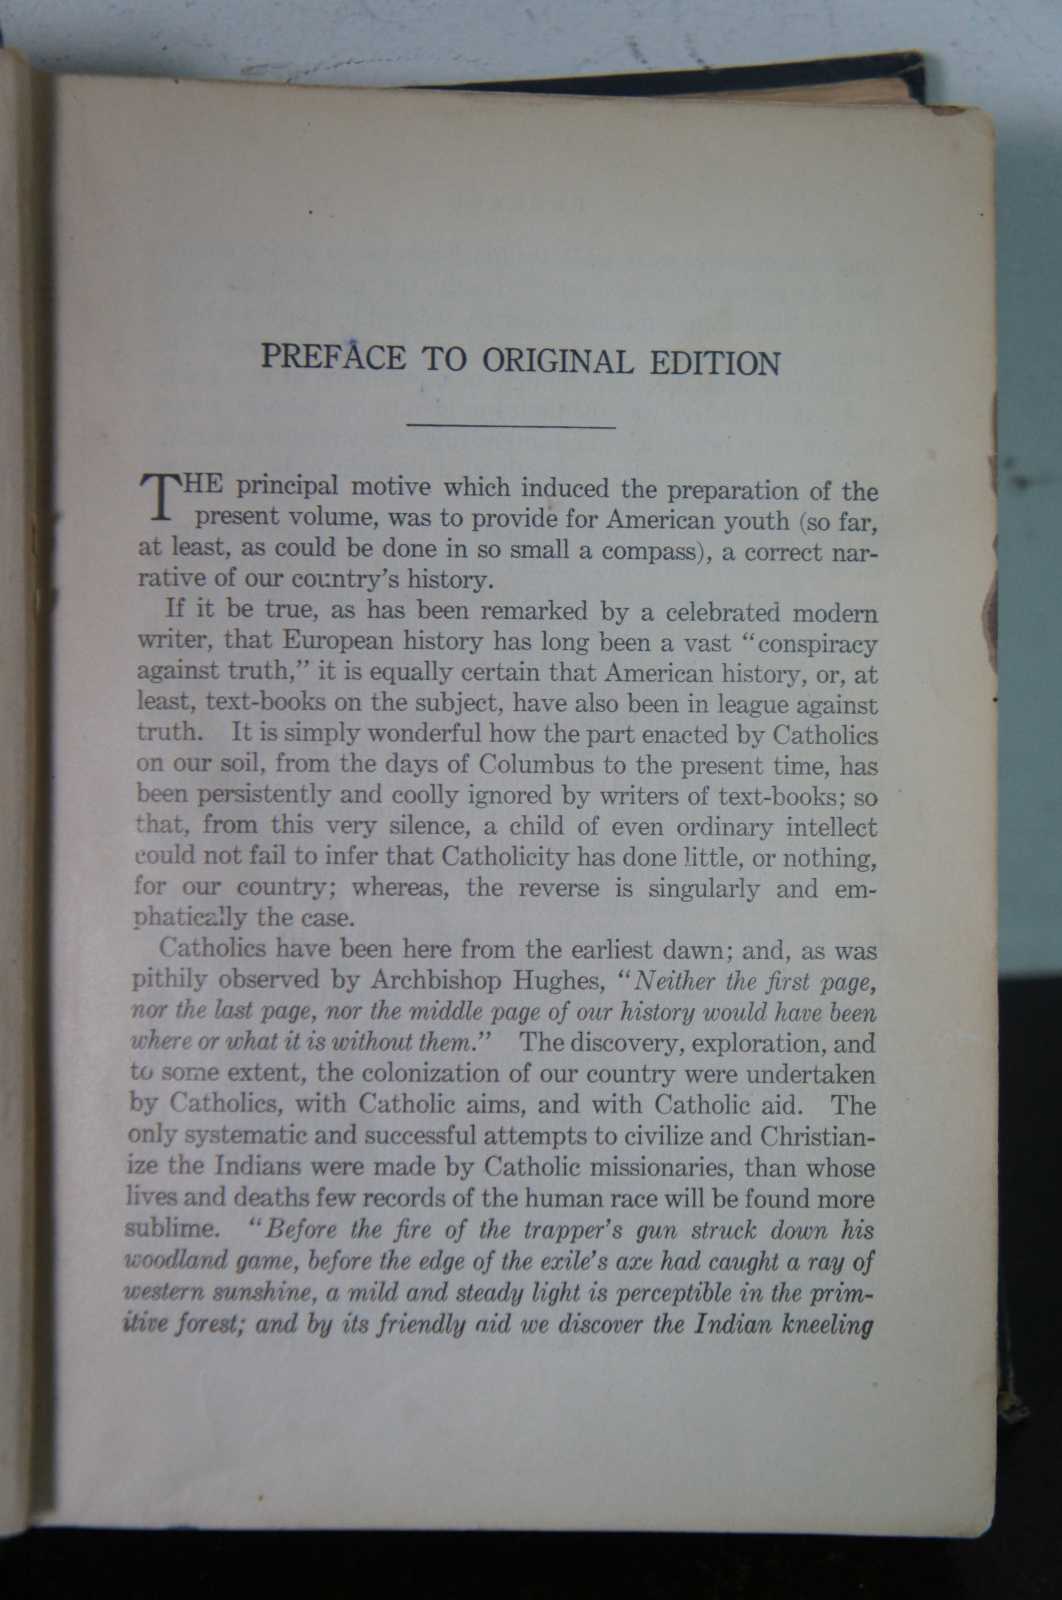 PREFACE TO ORIGINAL EDITION
THE principal motive which induced the preparation of the
present volume, was to provide for American youth (so far,
at least, as could be done in so small a compass), a correct nar-
rative of our country's history.
If it be true, as has been remarked by a celebrated modern
writer, that European history has long been a vast "conspiracy
against truth," it is equally certain that American history, or, at
least, text-books on the subject, have also been in league against
truth. It is simply wonderful how the part enacted by Catholics
on our soil, from the days of Columbus to the present time, has
been persistently and coolly ignored by writers of text-books; so
that, from this very silence, a child of even ordinary intellect
could not fail to infer that Catholicity has done little, or nothing,
for our country; whereas, the reverse is singularly and em-
phatically the case.
Catholics have been here from the earliest dawn; and, as was
pithily observed by Archbishop Hughes, "Neither the first page,
nor the last page, nor the middle page of our history would have been
where or what it is without them." The discovery, exploration, and
to some extent, the colonization of our country were undertaken
by Catholics, with Catholic aims, and with Catholic aid. The
only systematic and successful attempts to civilize and Christian-
ize the Indians were made by Catholic missionaries, than whose
lives and deaths few records of the human race will be found more
sublime. "Before the fire of the trapper's gun struck down his
woodland game, before the edge of the exile's axe had caught a ray of
western sunshine, a mild and steady light is perceptible in the prim-
itive forest; and by its friendly aid we discover the Indian kneeling